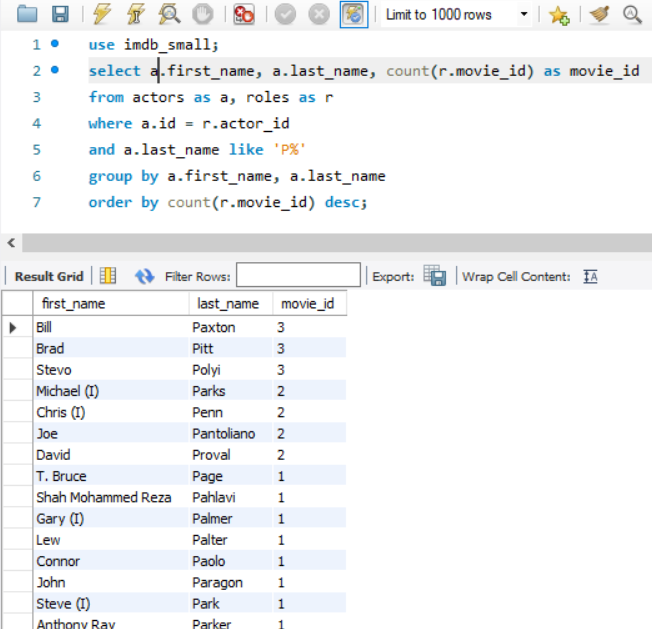 Limit to 1000 rows
1 use imdb_small;
2 select a.first_name, a.last_name, count(r.movie_id) as movie_id
3 from actors as a, roles as r
4 where a.id = r.actor_id
5 and a.last_name like 'P%'
6 group by a.first_name, a.last_name
7 order by count(r.movie_id) desc;
Result Grid Filter Rows: Export: Wrap Cell Content:
first_name last_name movie_id
Bill Paxton 3
Brad Pitt 3
Stevo Polyi 3
Michael (I) Parks 2
Chris (I) Penn 2
Joe Pantoliano 2
David Proval 2
T. Bruce Page 1
Shah Mohammed Reza Pahlavi 1
Gary (I) Palmer 1
Lew Palter 1
Connor Paolo 1
John Paragon 1
Steve (I) Park 1
Anthony Ray Parker 1